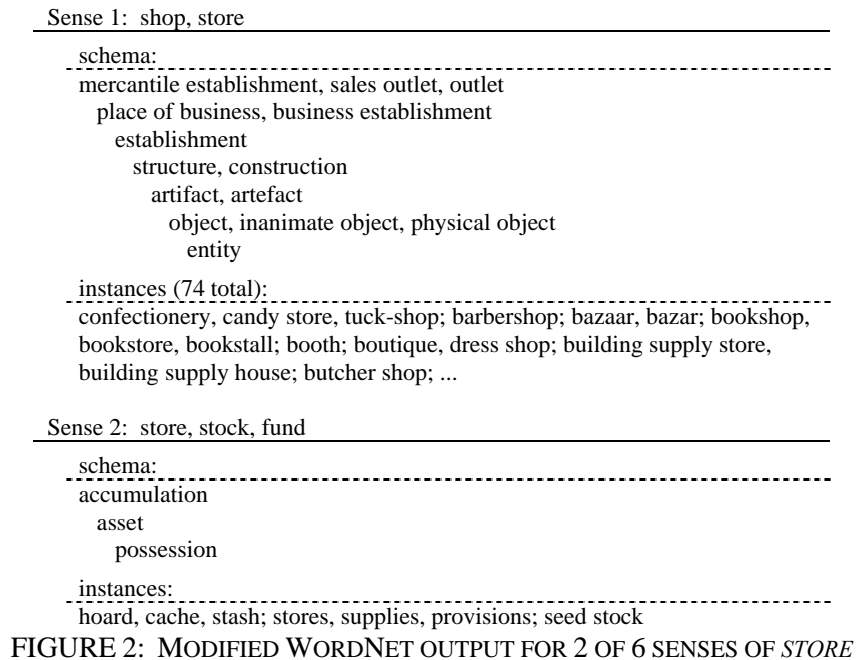 Sense 1: shop, store
schema:
mercantile establishment, sales outlet, outlet
place of business, business establishment
establishment
structure, construction
artifact, artefact
object, inanimate object, physical object
entity
instances (74 total):
confectionery, candy store, tuck-shop; barbershop; bazaar, bazar; bookshop,
bookstore, bookstall; booth; boutique, dress shop; building supply store,
building supply house; butcher shop; ...
Sense 2: store, stock, fund
schema:
accumulation
asset
possession
instances:
hoard, cache, stash; stores, supplies, provisions; seed stock
FIGURE 2: MODIFIED WORDNET OUTPUT FOR 2 OF 6 SENSES OF STORE